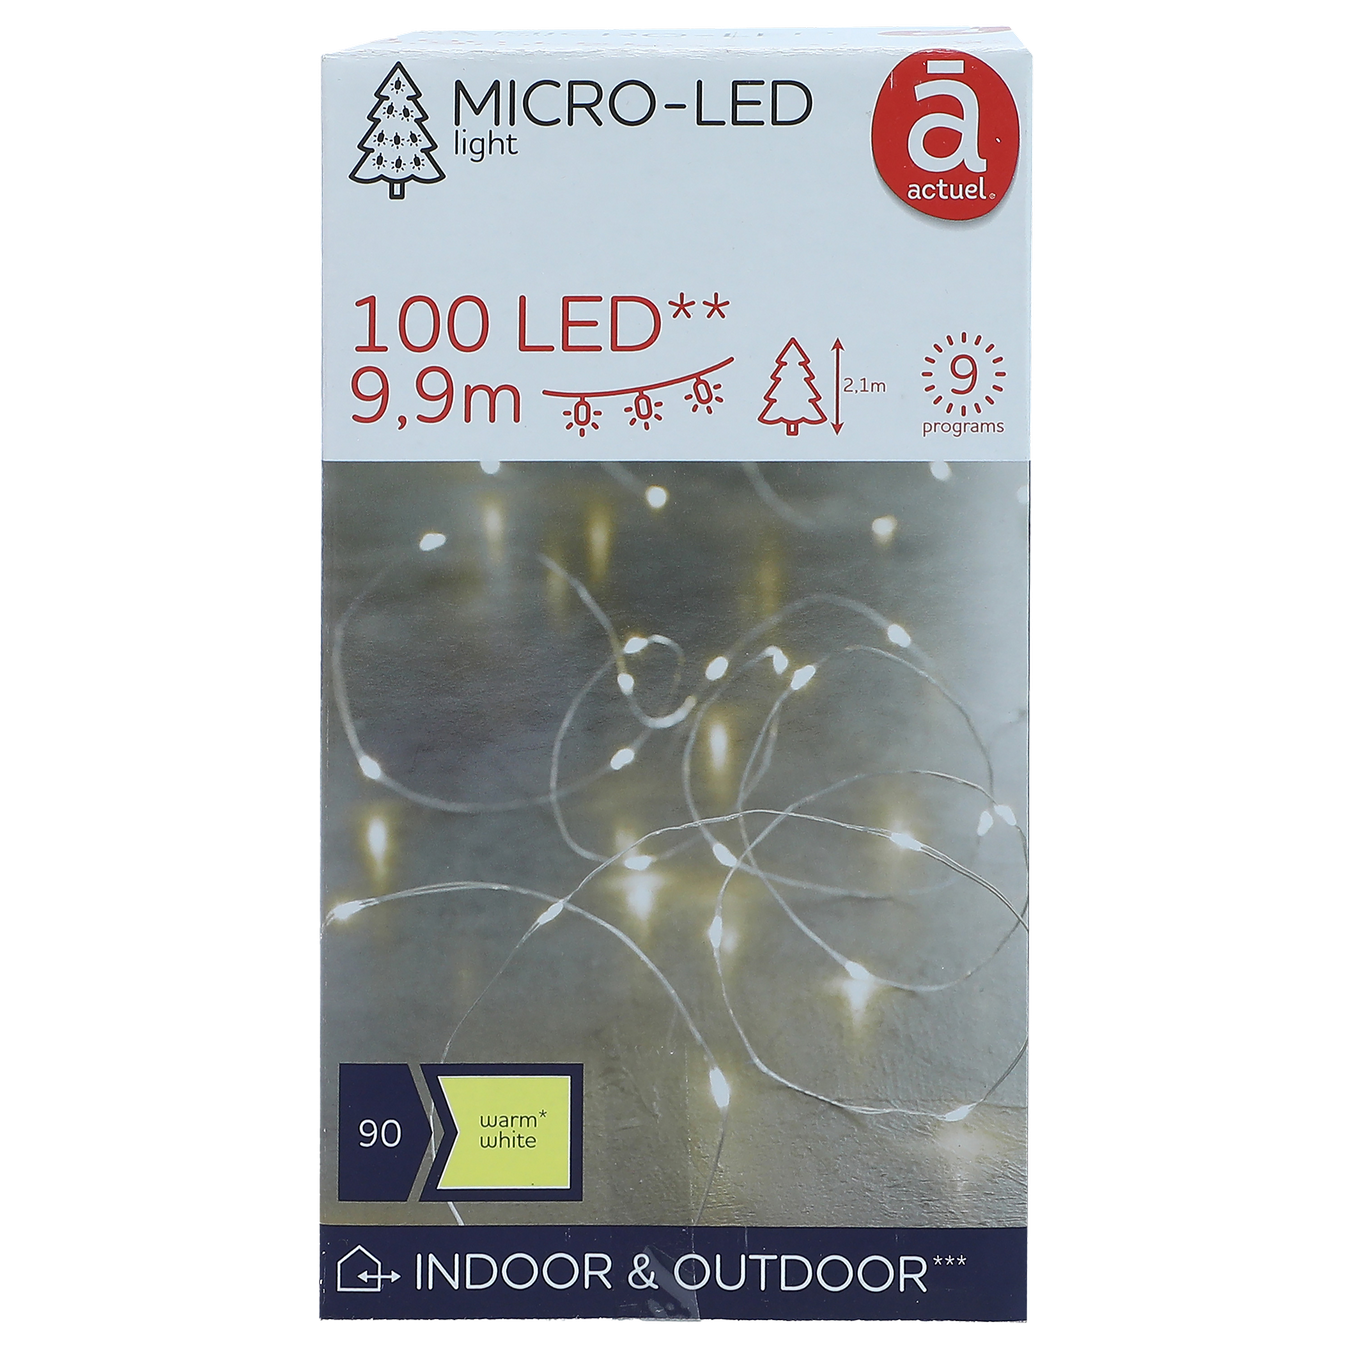 MICRO-LED
light
ā
actuel®
100 LED**
9,9m
2,1m
9
programs
90
warm*
white
INDOOR & OUTDOOR***